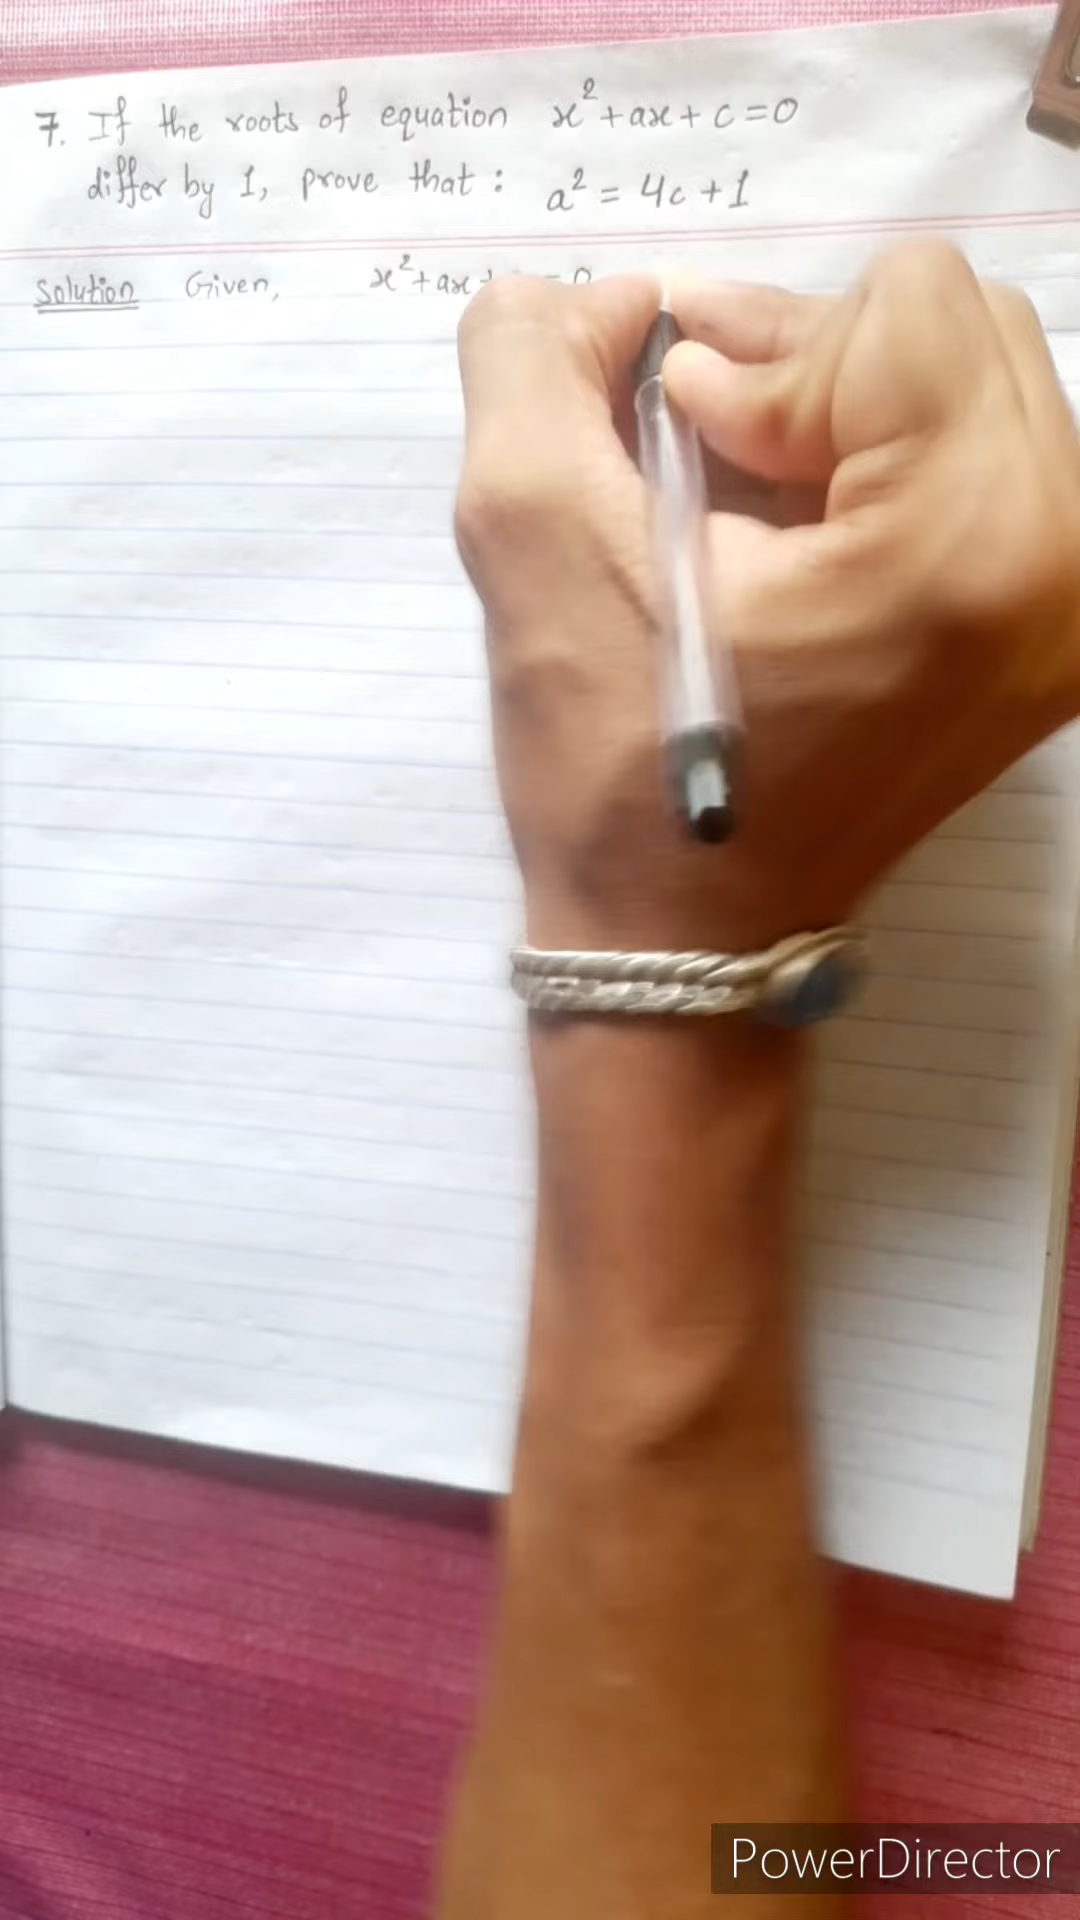 7. If the roots of equation x²+ax+c=0
differ by 1, prove that : a² = 4c+1
Solution Given, x²+ax+ =0
PowerDirector